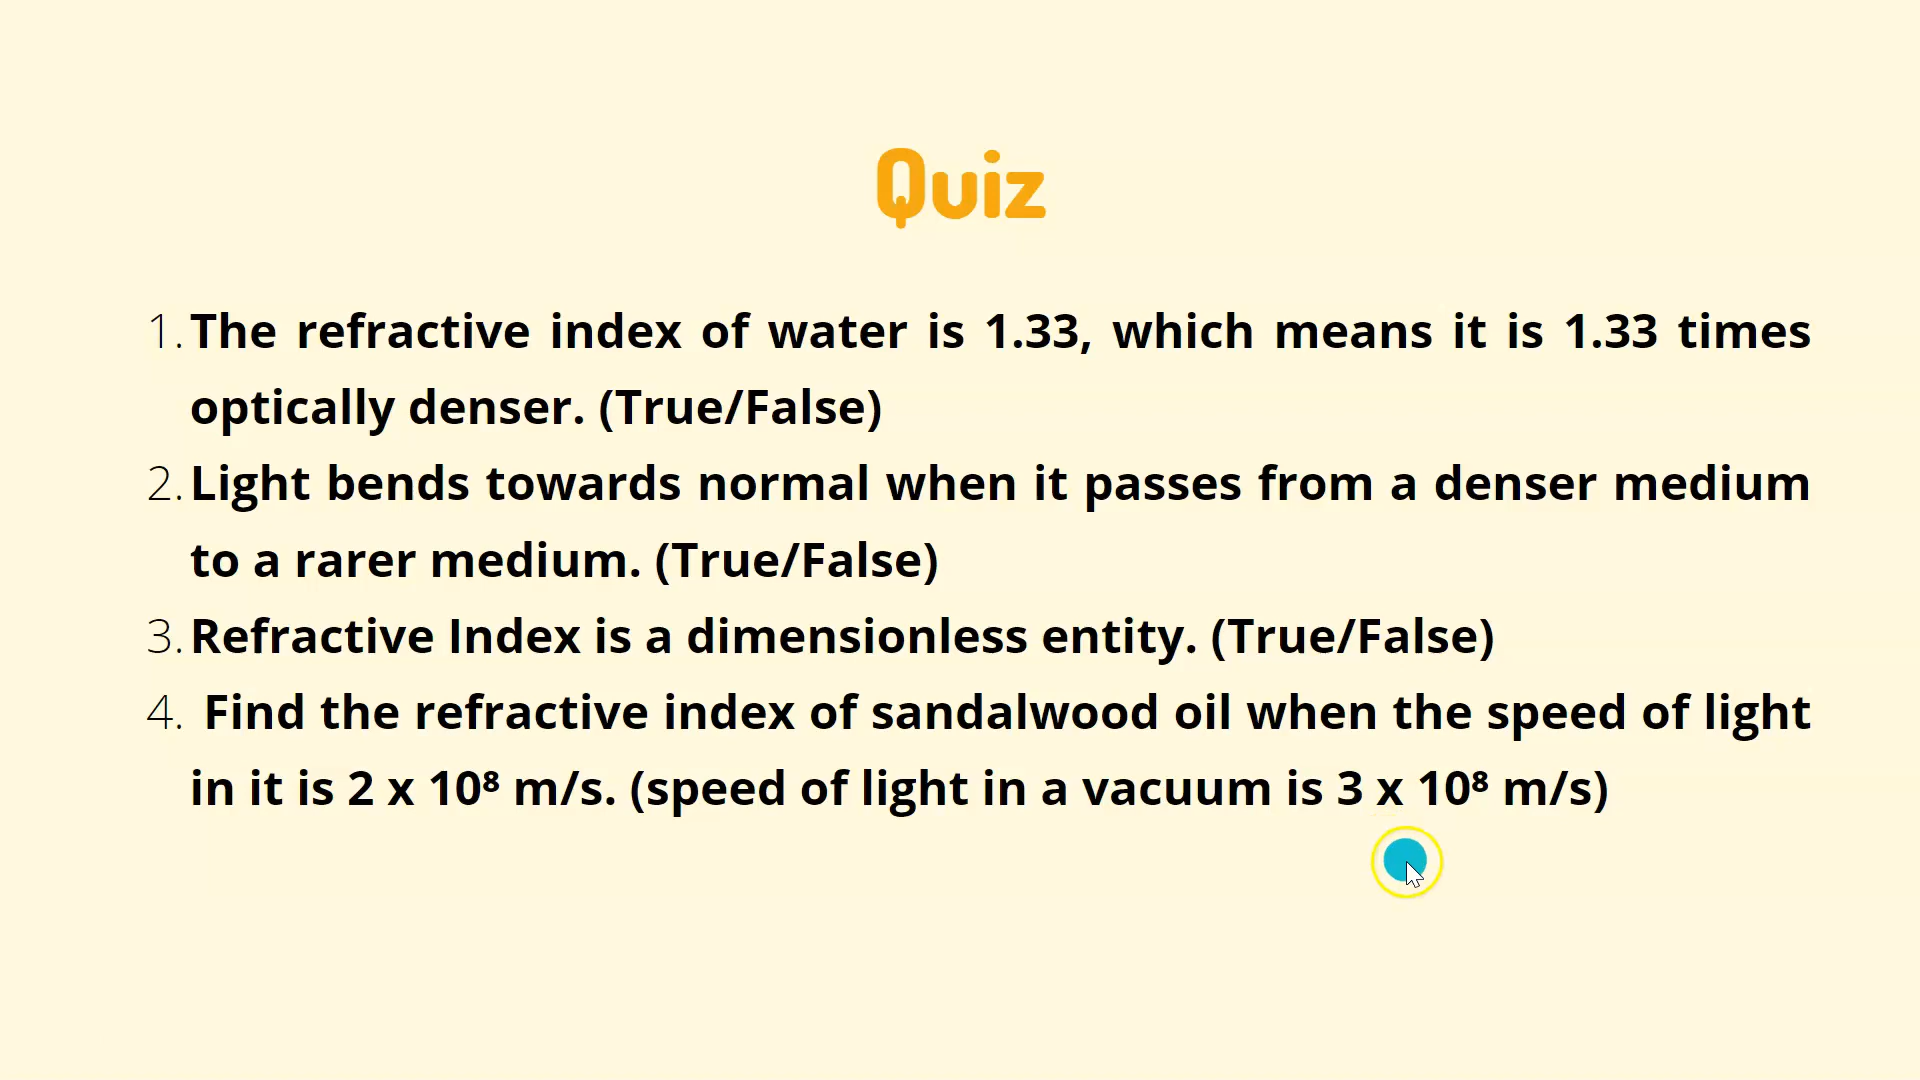 Quiz
1. The refractive index of water is 1.33, which means it is 1.33 times
optically denser. (True/False)
2. Light bends towards normal when it passes from a denser medium
to a rarer medium. (True/False)
3. Refractive Index is a dimensionless entity. (True/False)
4. Find the refractive index of sandalwood oil when the speed of light
in it is 2 x 10⁸ m/s. (speed of light in a vacuum is 3 x 10⁸ m/s)